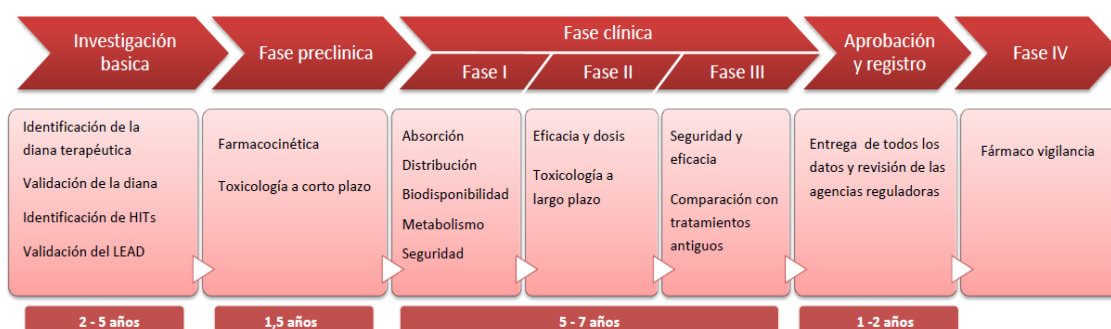 Investigación
basica
Fase preclinica
Fase clínica
Fase I
Fase II
Fase III
Aprobación
y registro
Fase IV
Identificación de la
diana terapéutica
Validación de la diana
Identificación de HITs
Validación del LEAD
Farmacocinética
Toxicología a corto plazo
Absorción
Distribución
Biodisponibilidad
Metabolismo
Seguridad
Eficacia y dosis
Toxicología a
largo plazo
Seguridad y
eficacia
Comparación con
tratamientos
antiguos
Entrega de todos los
datos y revisión de las
agencias reguladoras
Fármaco vigilancia
2 - 5 años
1,5 años
5 - 7 años
1 -2 años